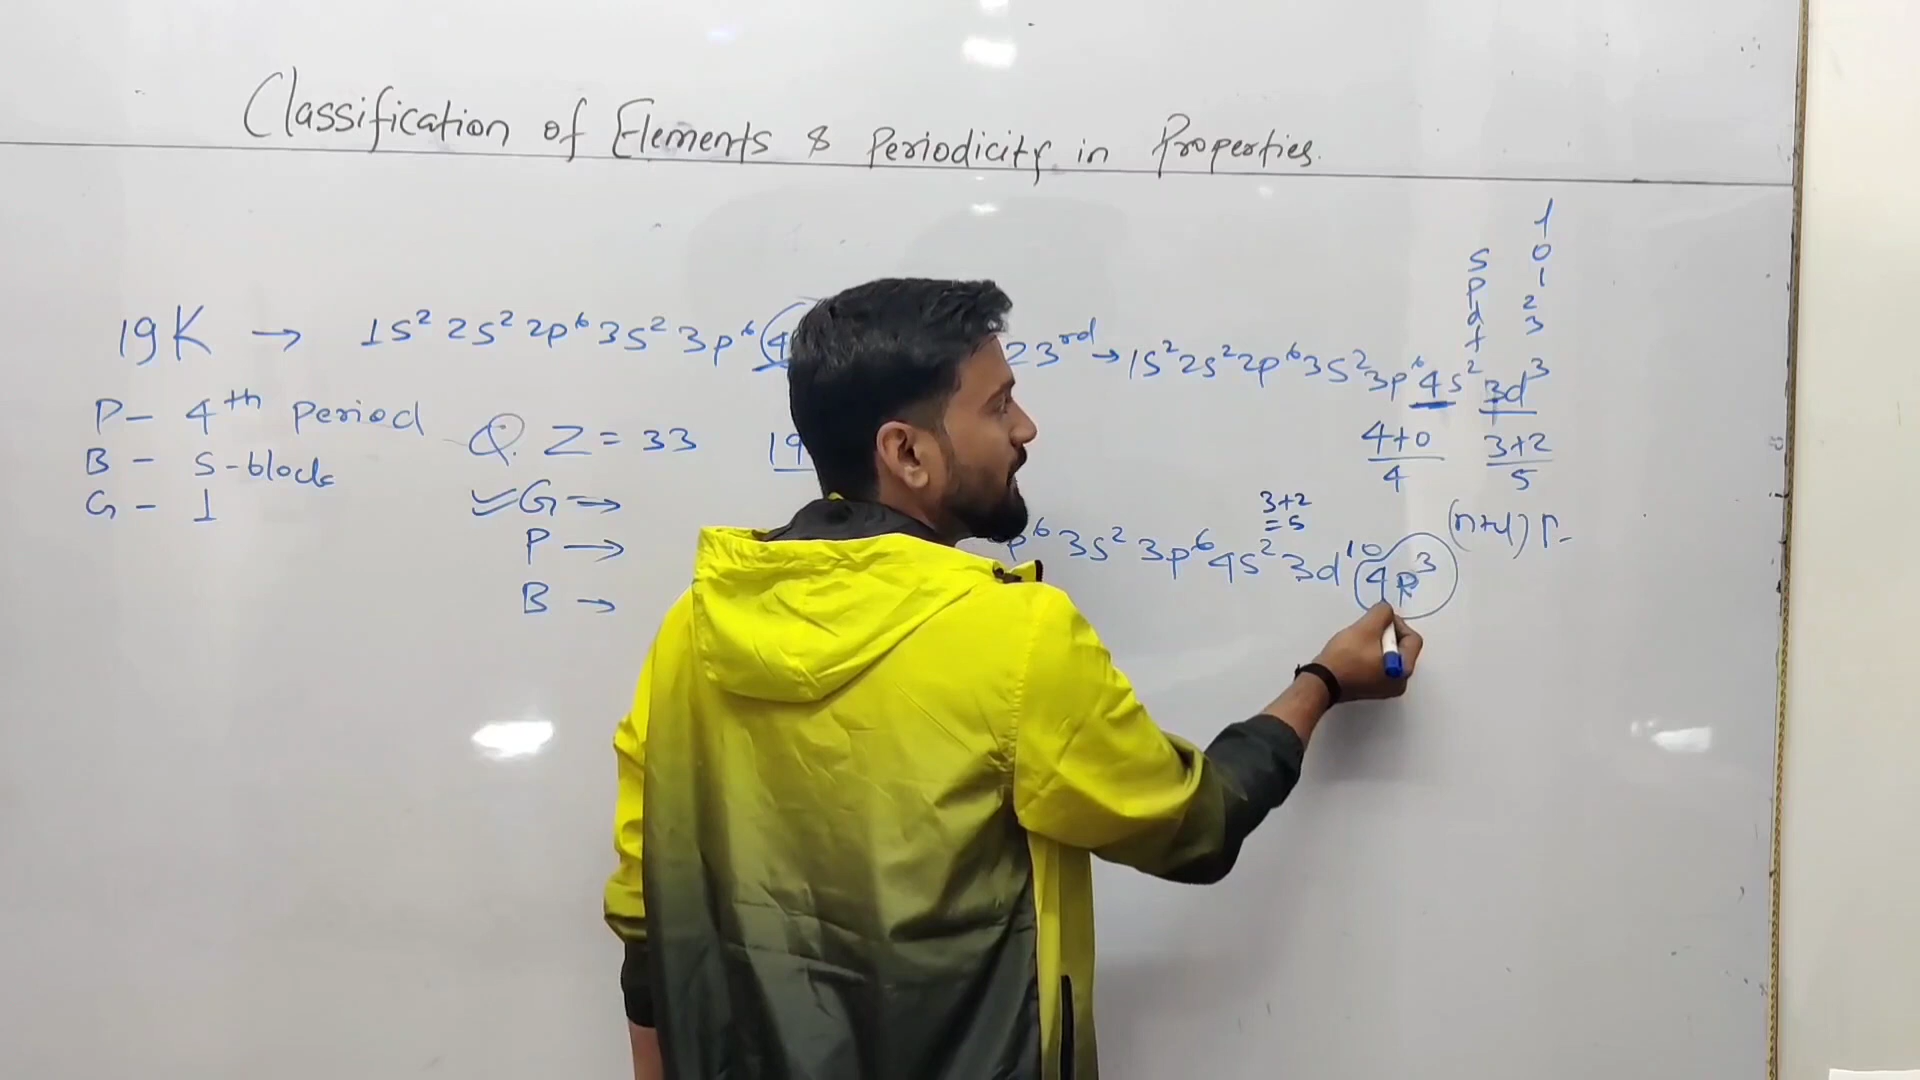 Classification of Elements & Periodicity in Properties.
l
s 0
p 1
d 2
f 3
19K → 1s² 2s² 2p⁶ 3s² 3p⁶ 4
P – 4th period
B – s-block
G – 1
Q. Z = 33
G →
P →
B →
19
23rd → 1s² 2s² 2p⁶ 3s² 3p⁶ 4s² 3d³
4+0 3+2
4 5
3+2
= 5
(n+l) r.
p⁶ 3s² 3p⁶ 4s² 3d¹⁰ 4p³